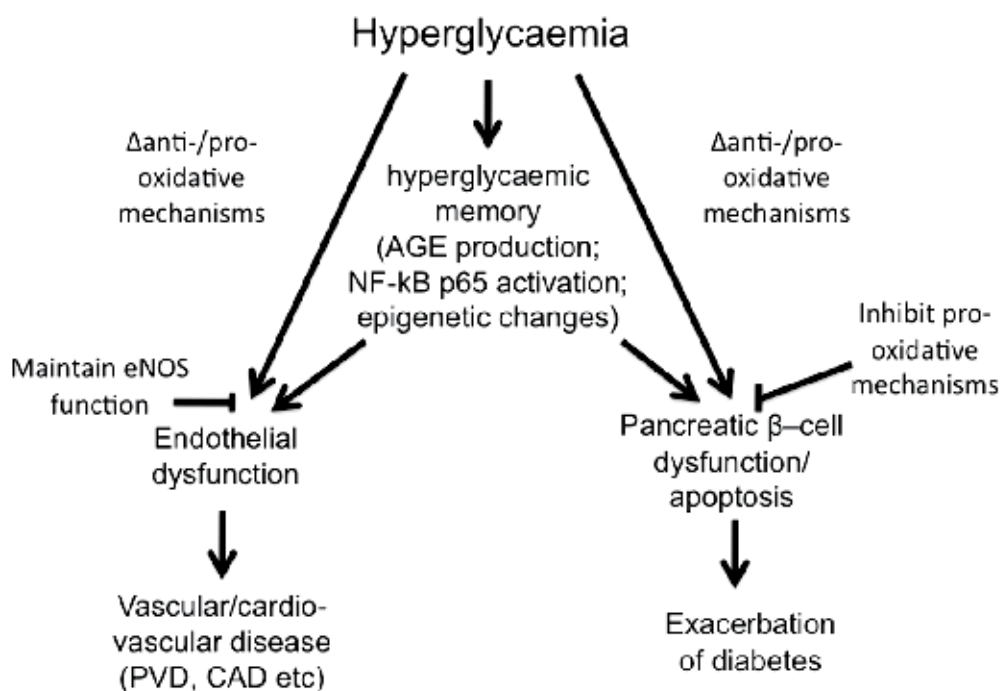 Hyperglycaemia
Δanti-/pro-
oxidative
mechanisms
hyperglycaemic
memory
(AGE production;
NF-kB p65 activation;
epigenetic changes)
Δanti-/pro-
oxidative
mechanisms
Maintain eNOS
function
Inhibit pro-
oxidative
mechanisms
Endothelial
dysfunction
Pancreatic β–cell
dysfunction/
apoptosis
Vascular/cardio-
vascular disease
(PVD, CAD etc)
Exacerbation
of diabetes